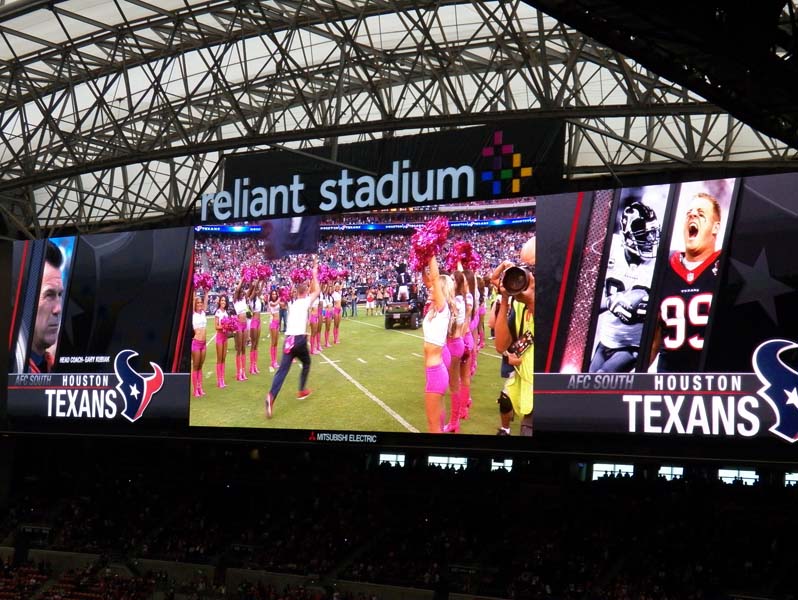 reliant stadium
HEAD COACH-GARY KUBIAK
AFC SOUTH HOUSTON
TEXANS
99
AFC SOUTH HOUSTON
TEXANS
MITSUBISHI ELECTRIC